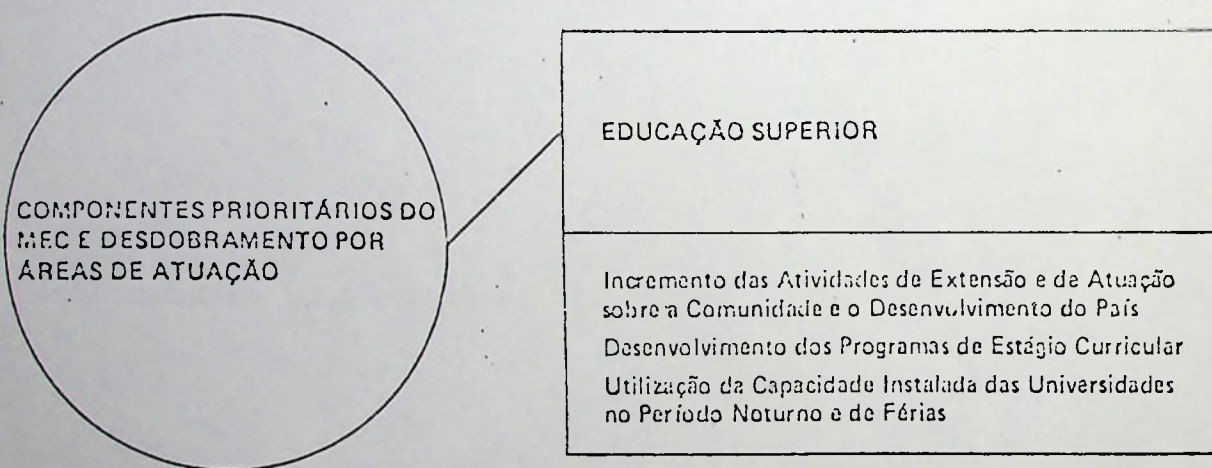 COMPONENTES PRIORITÁRIOS DO
MEC E DESDOBRAMENTO POR
ÁREAS DE ATUAÇÃO
EDUCAÇÃO SUPERIOR
Incremento das Atividades de Extensão e da Atuação
sobre a Comunidade e o Desenvolvimento do País
Desenvolvimento dos Programas de Estágio Curricular
Utilização da Capacidade Instalada das Universidades
no Período Noturno e de Férias